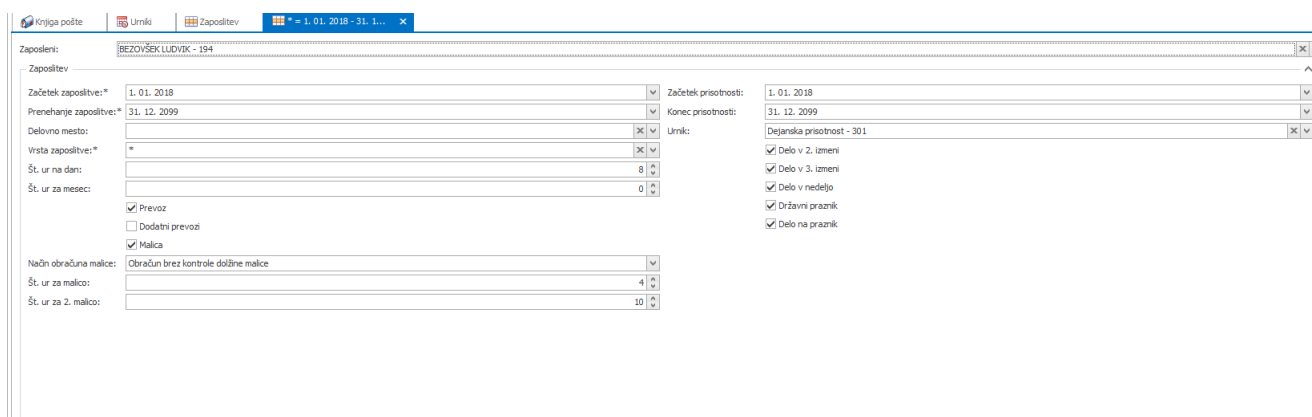 Knjiga pošte Urniki Zaposlitev * = 1. 01. 2018 - 31. 1...
Zaposleni: BEZOVŠEK LUDVIK - 194
Zaposlitev
Začetek zaposlitve:* 1. 01. 2018 Začetek prisotnosti: 1. 01. 2018
Prenehanje zaposlitve:* 31. 12. 2099 Konec prisotnosti: 31. 12. 2099
Delovno mesto: Urnik: Dejanska prisotnost - 301
Vrsta zaposlitve:* * Delo v 2. izmeni
Št. ur na dan: 8 Delo v 3. izmeni
Št. ur za mesec: 0 Delo v nedeljo
Prevoz Državni praznik
Dodatni prevozi Delo na praznik
Malica
Način obračuna malice: Obračun brez kontrole dolžine malice
Št. ur za malico: 4
Št. ur za 2. malico: 10